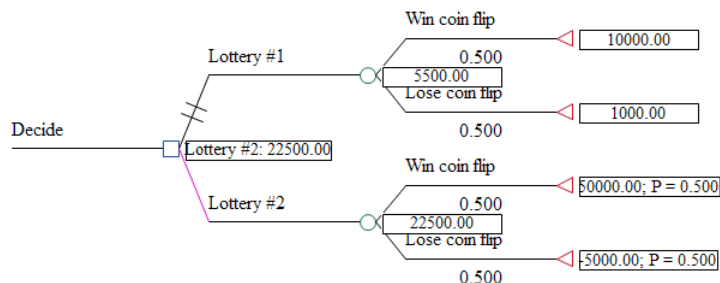 Win coin flip
10000.00
0.500
Lottery #1
5500.00
Lose coin flip
1000.00
0.500
Decide
Lottery #2: 22500.00
Win coin flip
50000.00; P = 0.500
0.500
Lottery #2
22500.00
Lose coin flip
-5000.00; P = 0.500
0.500